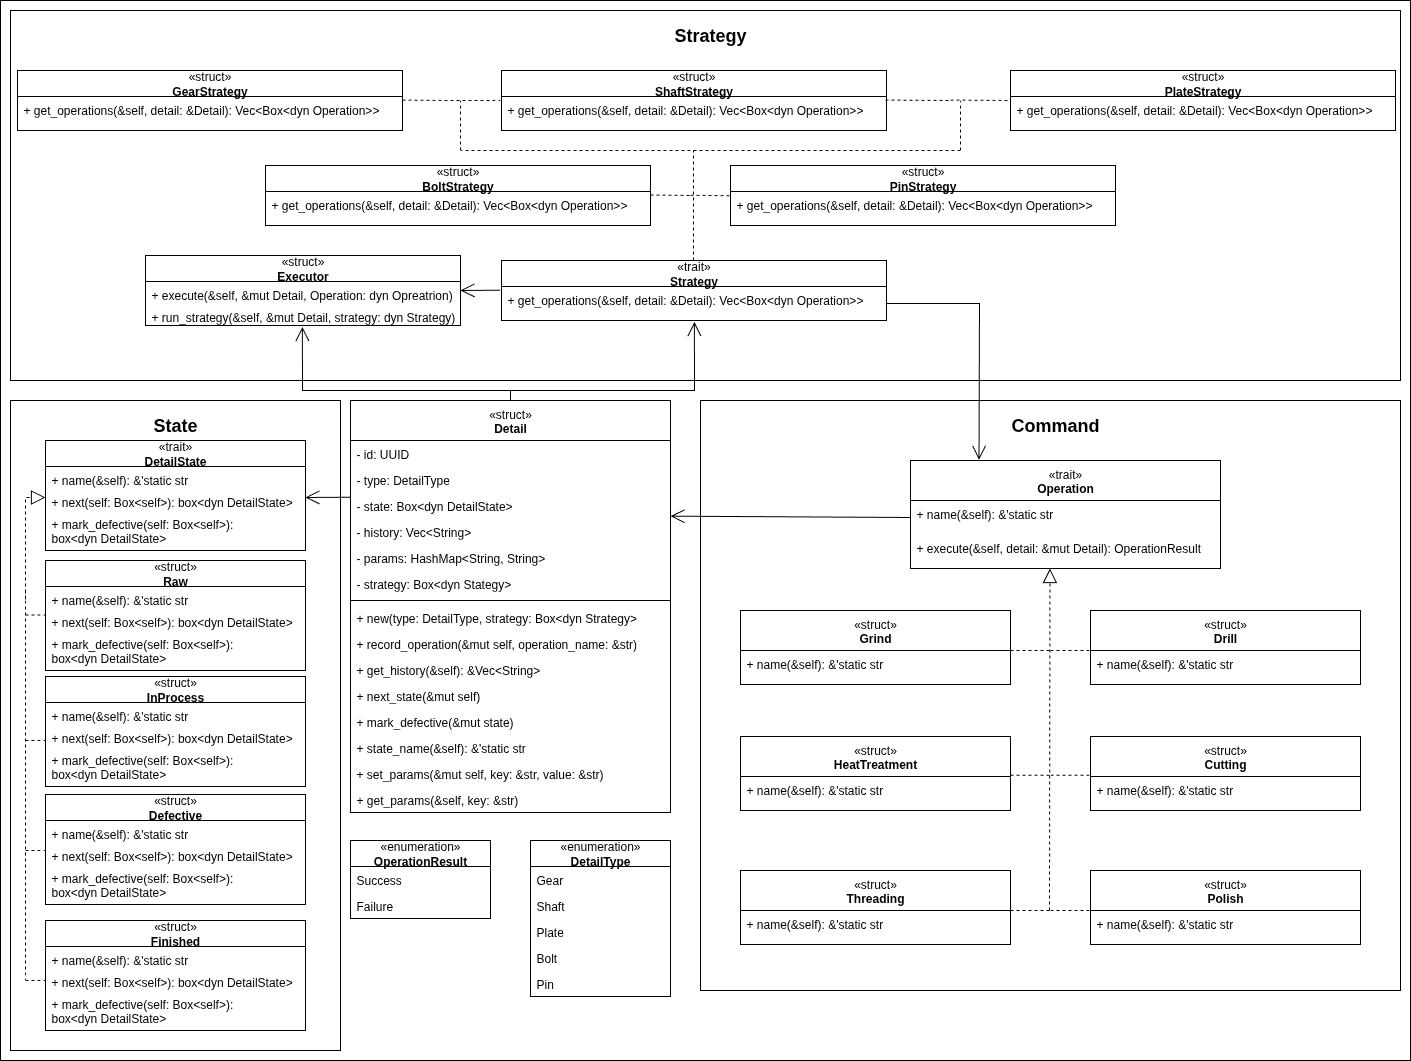 Strategy
«struct»
GearStrategy
+ get_operations(&self, detail: &Detail): Vec<Box<dyn Operation>>
«struct»
ShaftStrategy
+ get_operations(&self, detail: &Detail): Vec<Box<dyn Operation>>
«struct»
PlateStrategy
+ get_operations(&self, detail: &Detail): Vec<Box<dyn Operation>>
«struct»
BoltStrategy
+ get_operations(&self, detail: &Detail): Vec<Box<dyn Operation>>
«struct»
PinStrategy
+ get_operations(&self, detail: &Detail): Vec<Box<dyn Operation>>
«struct»
Executor
+ execute(&self, &mut Detail, Operation: dyn Opreatrion)
+ run_strategy(&self, &mut Detail, strategy: dyn Strategy)
«trait»
Strategy
+ get_operations(&self, detail: &Detail): Vec<Box<dyn Operation>>
State
«trait»
DetailState
+ name(&self): &'static str
+ next(self: Box<self>): box<dyn DetailState>
+ mark_defective(self: Box<self>):
box<dyn DetailState>
«struct»
Raw
+ name(&self): &'static str
+ next(self: Box<self>): box<dyn DetailState>
+ mark_defective(self: Box<self>):
box<dyn DetailState>
«struct»
InProcess
+ name(&self): &'static str
+ next(self: Box<self>): box<dyn DetailState>
+ mark_defective(self: Box<self>):
box<dyn DetailState>
«struct»
Defective
+ name(&self): &'static str
+ next(self: Box<self>): box<dyn DetailState>
+ mark_defective(self: Box<self>):
box<dyn DetailState>
«struct»
Finished
+ name(&self): &'static str
+ next(self: Box<self>): box<dyn DetailState>
+ mark_defective(self: Box<self>):
box<dyn DetailState>
«struct»
Detail
- id: UUID
- type: DetailType
- state: Box<dyn DetailState>
- history: Vec<String>
- params: HashMap<String, String>
- strategy: Box<dyn Stategy>
+ new(type: DetailType, strategy: Box<dyn Strategy>
+ record_operation(&mut self, operation_name: &str)
+ get_history(&self): &Vec<String>
+ next_state(&mut self)
+ mark_defective(&mut state)
+ state_name(&self): &'static str
+ set_params(&mut self, key: &str, value: &str)
+ get_params(&self, key: &str)
«enumeration»
OperationResult
Success
Failure
«enumeration»
DetailType
Gear
Shaft
Plate
Bolt
Pin
Command
«trait»
Operation
+ name(&self): &'static str
+ execute(&self, detail: &mut Detail): OperationResult
«struct»
Grind
+ name(&self): &'static str
«struct»
Drill
+ name(&self): &'static str
«struct»
HeatTreatment
+ name(&self): &'static str
«struct»
Cutting
+ name(&self): &'static str
«struct»
Threading
+ name(&self): &'static str
«struct»
Polish
+ name(&self): &'static str